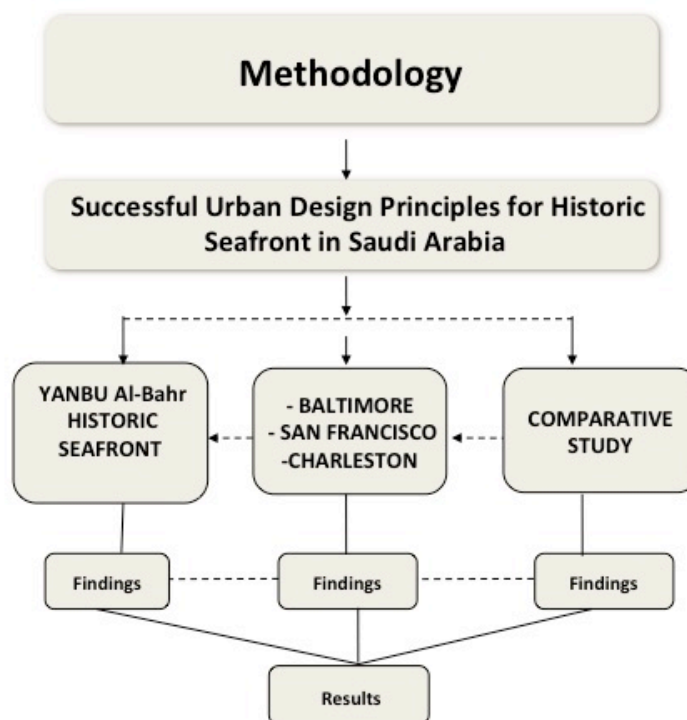 Methodology
Successful Urban Design Principles for Historic
Seafront in Saudi Arabia
YANBU Al-Bahr
HISTORIC
SEAFRONT
- BALTIMORE
- SAN FRANCISCO
-CHARLESTON
COMPARATIVE
STUDY
Findings
Findings
Findings
Results